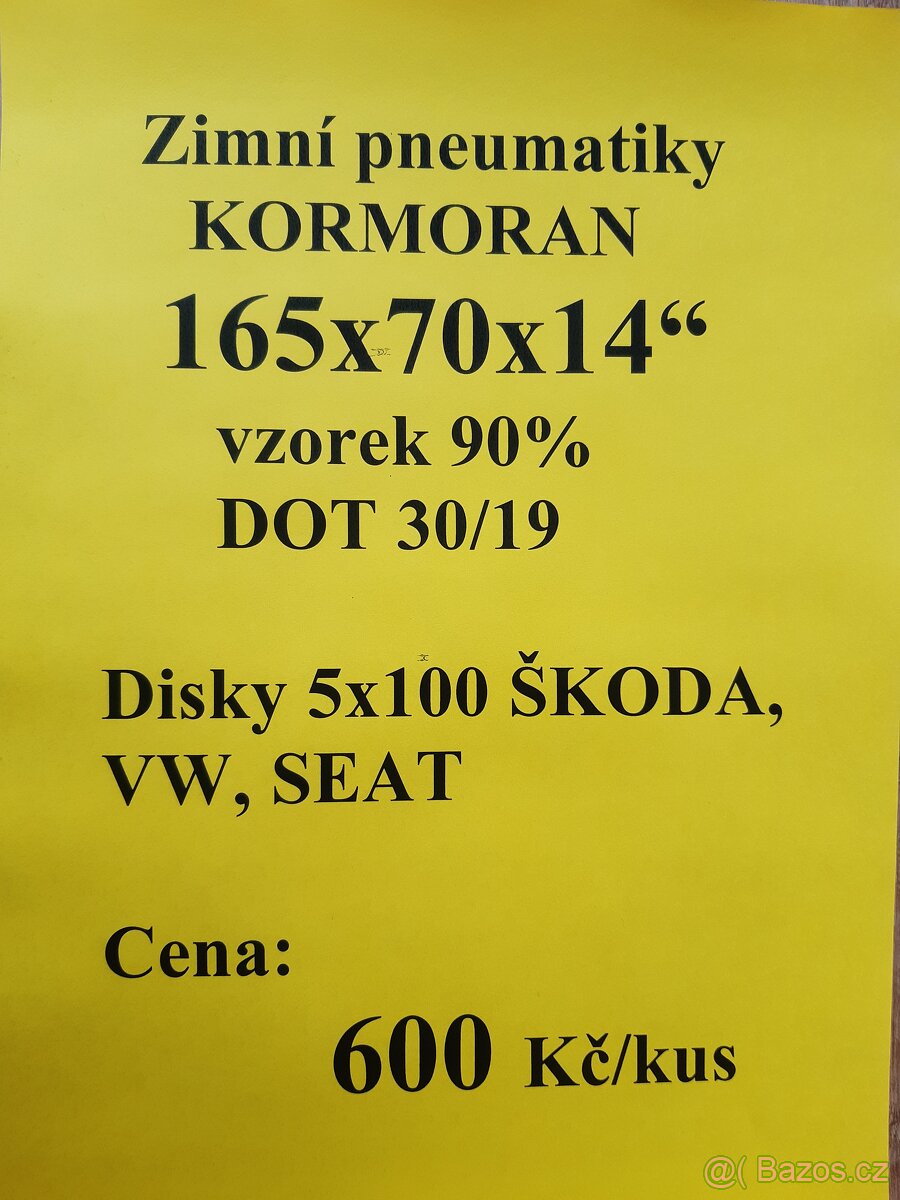 Zimní pneumatiky
KORMORAN
165x70x14“
vzorek 90%
DOT 30/19
Disky 5x100 ŠKODA,
VW, SEAT
Cena:
600 Kč/kus
@( Bazos.cz